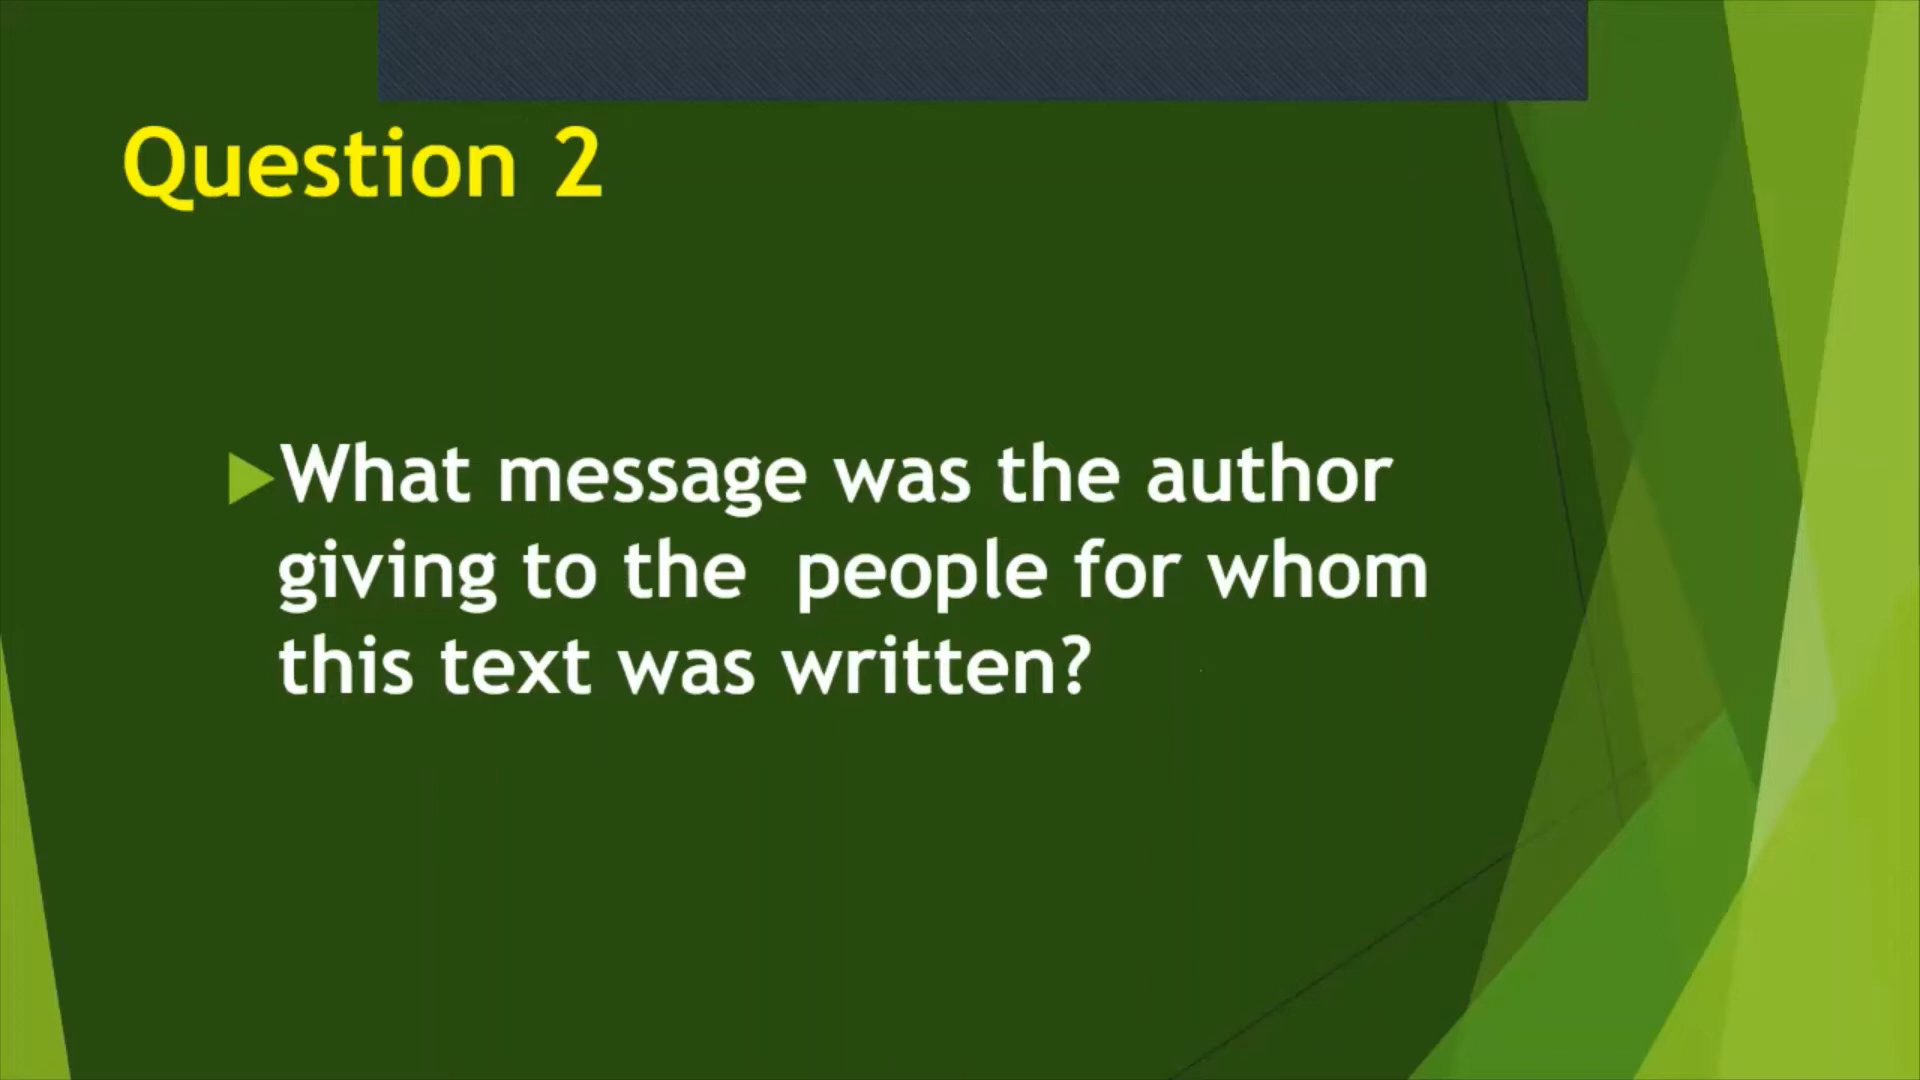 Question 2
What message was the author
giving to the  people for whom
this text was written?